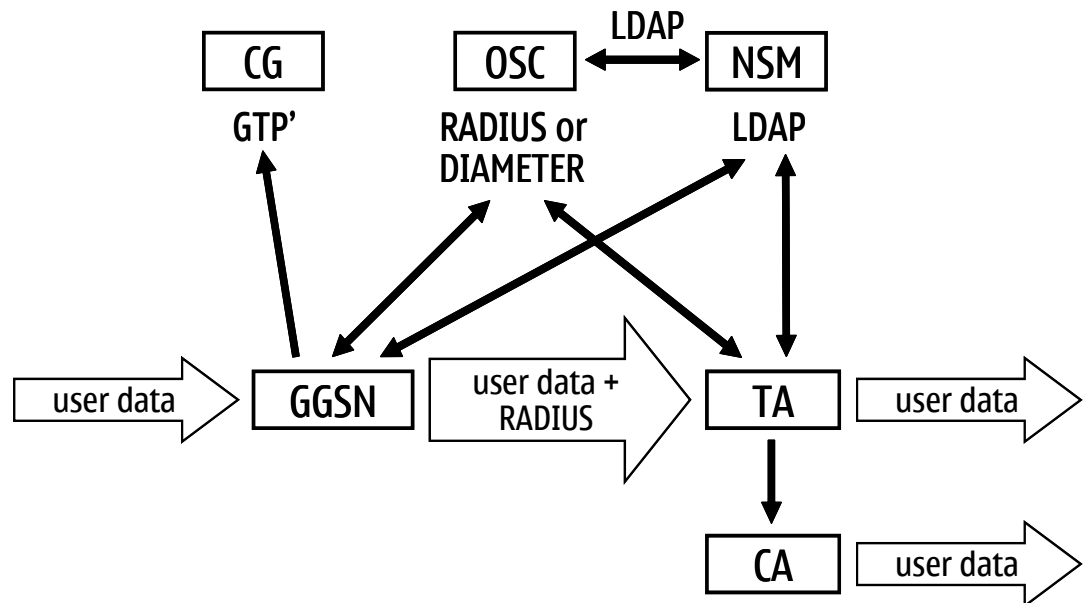 LDAP
CG
OSC
NSM
GTP’
RADIUS or
DIAMETER
LDAP
user data
GGSN
user data +
RADIUS
TA
user data
CA
user data